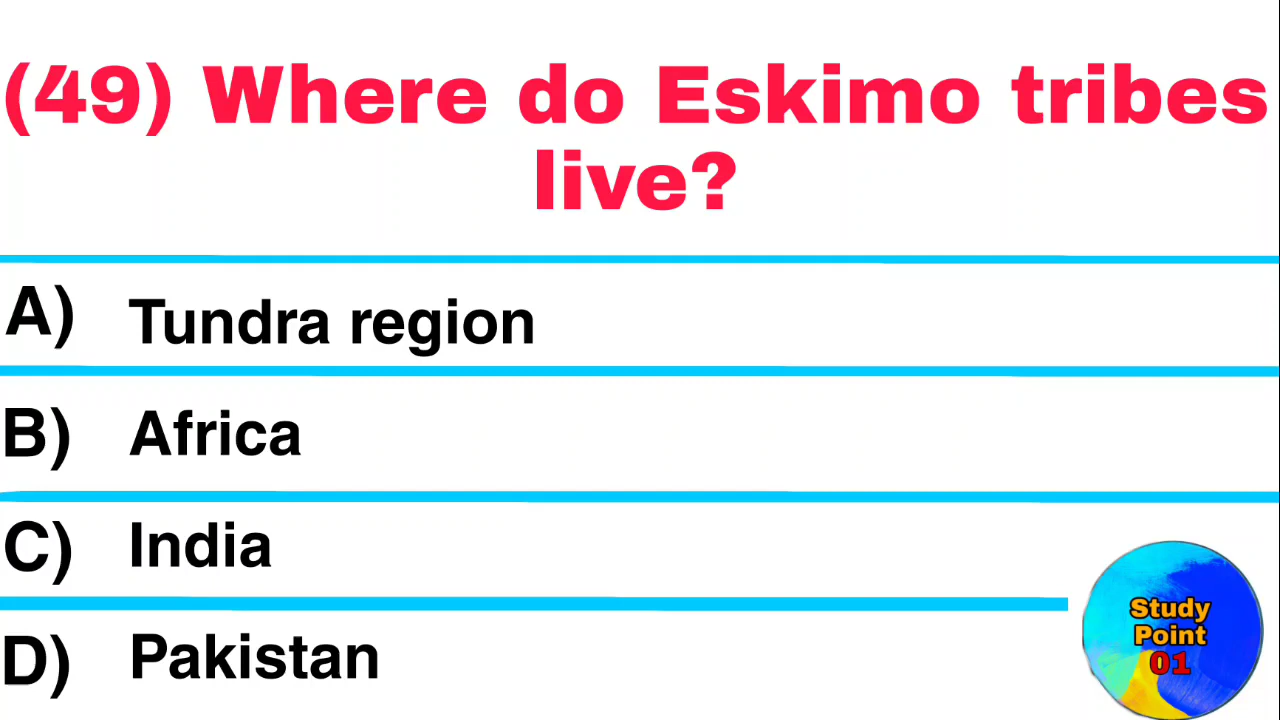 (49) Where do Eskimo tribes
live?
A) Tundra region
B) Africa
C) India
D) Pakistan
Study
Point
01